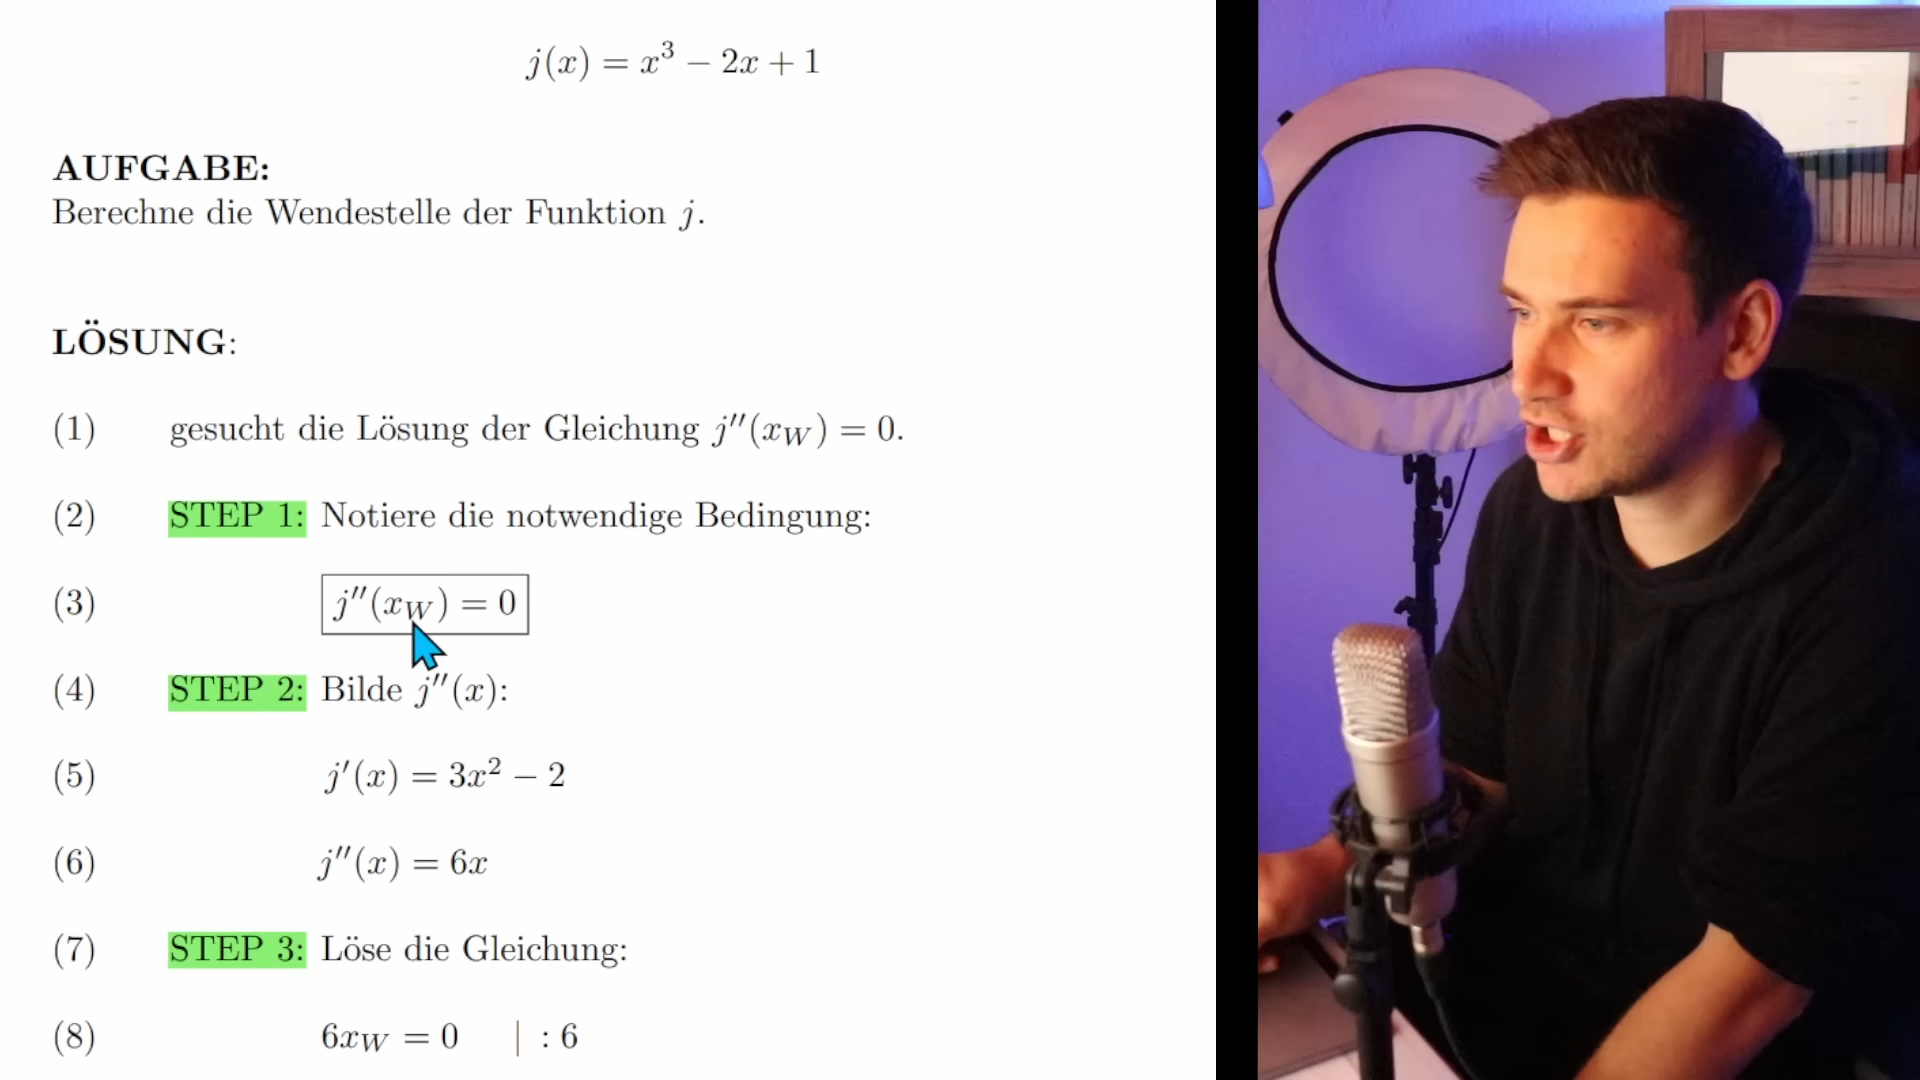 j(x) = x³ − 2x + 1
AUFGABE:
Berechne die Wendestelle der Funktion j.
LÖSUNG:
(1) gesucht die Lösung der Gleichung j′′(x_W) = 0.
(2) STEP 1: Notiere die notwendige Bedingung:
(3) j′′(x_W) = 0
(4) STEP 2: Bilde j′′(x):
(5) j′(x) = 3x² − 2
(6) j′′(x) = 6x
(7) STEP 3: Löse die Gleichung:
(8) 6x_W = 0 | : 6